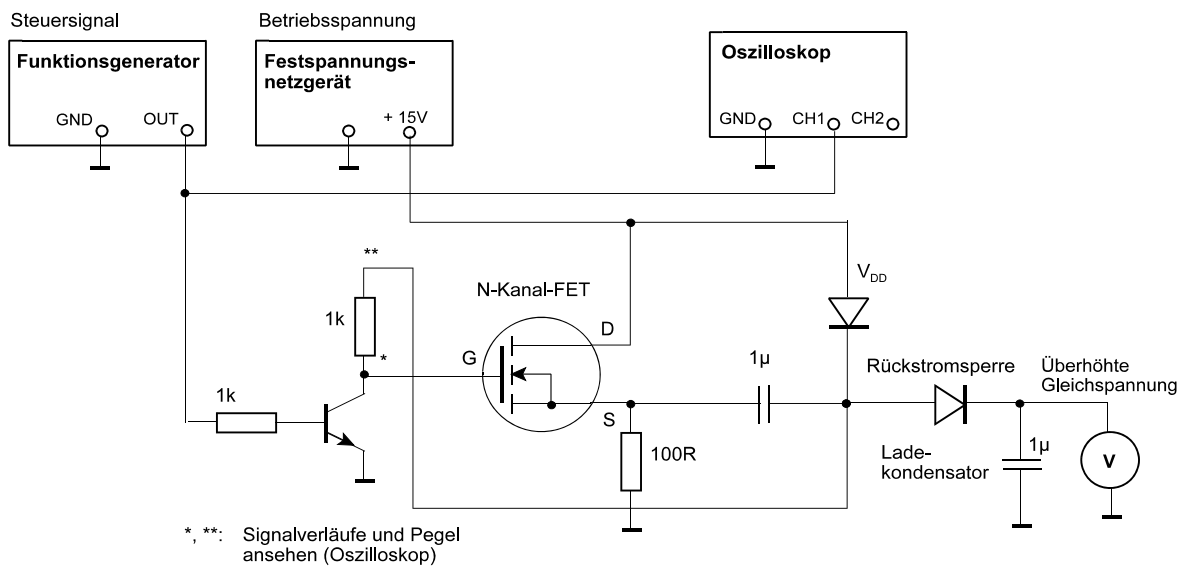 Steuersignal
Betriebsspannung
Funktionsgenerator
GND
OUT
Festspannungs-
netzgerät
+ 15V
Oszilloskop
GND
CH1
CH2
**
1k
*
1k
N-Kanal-FET
G
D
S
100R
1µ
VDD
Rückstromsperre
Überhöhte
Gleichspannung
Lade-
kondensator
1µ
V
*, **: Signalverläufe und Pegel
ansehen (Oszilloskop)